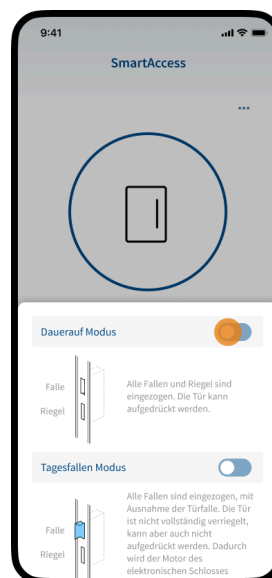 9:41
SmartAccess
Dauerauf Modus
Falle
Riegel
Alle Fallen und Riegel sind
eingezogen. Die Tür kann
aufgedrückt werden.
Tagesfallen Modus
Falle
Riegel
Alle Fallen sind eingezogen, mit
Ausnahme der Türfalle. Die Tür
ist nicht vollständig verriegelt,
kann aber auch nicht
aufgedrückt werden. Dadurch
wird der Motor des
elektronischen Schlosses